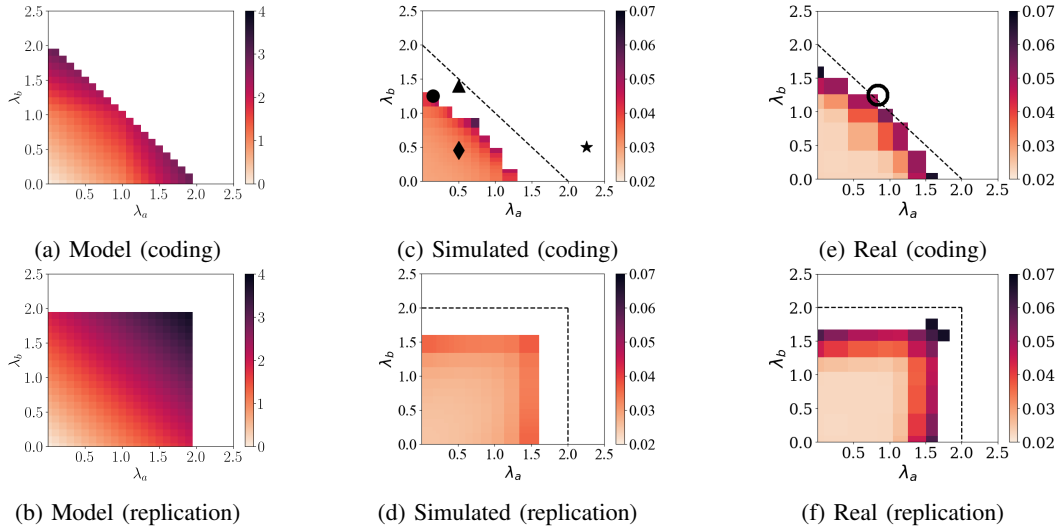 2.5
2.0
1.5
1.0
0.5
0.0
λb
0.5 1.0 1.5 2.0 2.5
λa
4
3
2
1
0
(a) Model (coding)
2.5
2.0
1.5
1.0
0.5
0.0
λb
0.5 1.0 1.5 2.0 2.5
λa
0.07
0.06
0.05
0.04
0.03
0.02
(c) Simulated (coding)
2.5
2.0
1.5
1.0
0.5
0.0
λb
0.5 1.0 1.5 2.0 2.5
λa
0.07
0.06
0.05
0.04
0.03
0.02
(e) Real (coding)
2.5
2.0
1.5
1.0
0.5
0.0
λb
0.5 1.0 1.5 2.0 2.5
λa
4
3
2
1
0
(b) Model (replication)
2.5
2.0
1.5
1.0
0.5
0.0
λb
0.5 1.0 1.5 2.0 2.5
λa
0.07
0.06
0.05
0.04
0.03
0.02
(d) Simulated (replication)
2.5
2.0
1.5
1.0
0.5
0.0
λb
0.5 1.0 1.5 2.0 2.5
λa
0.07
0.06
0.05
0.04
0.03
0.02
(f) Real (replication)